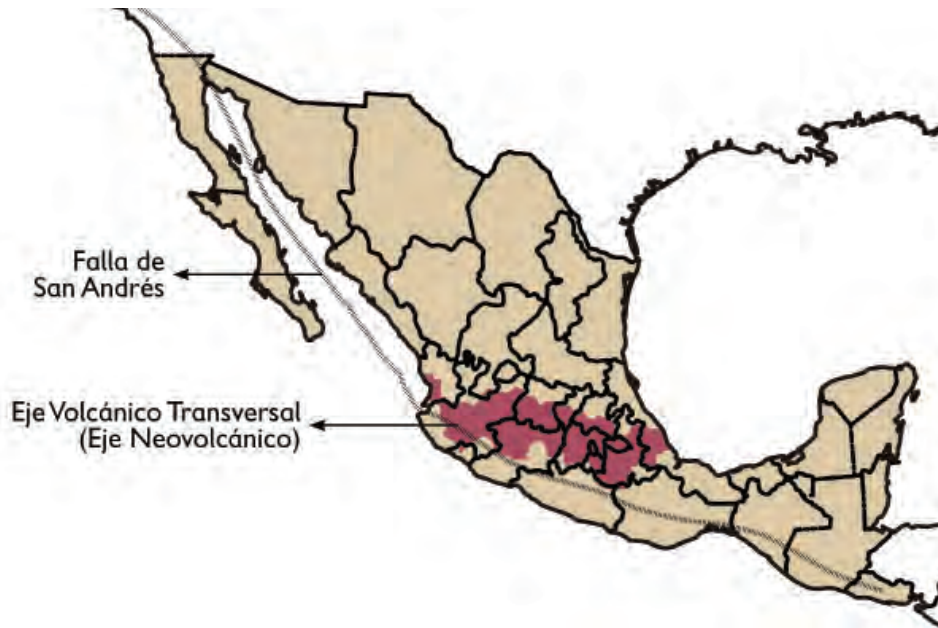 Falla de
San Andrés
Eje Volcánico Transversal
(Eje Neovolcánico)